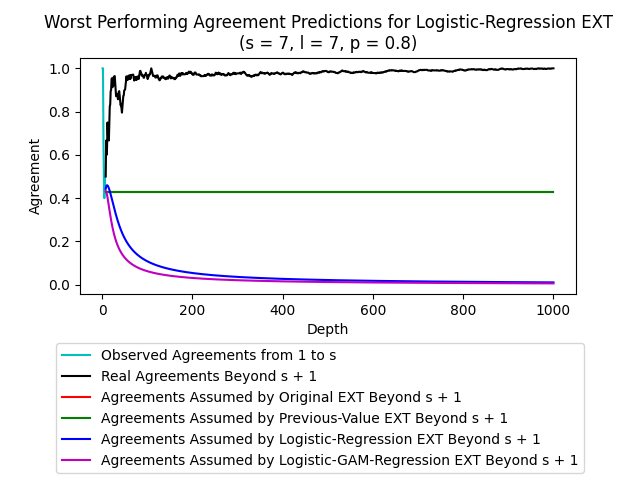 Worst Performing Agreement Predictions for Logistic-Regression EXT
(s = 7, l = 7, p = 0.8)
1.0
0.8
0.6
0.4
0.2
0.0
Agreement
0 200 400 600 800 1000
Depth
Observed Agreements from 1 to s
Real Agreements Beyond s + 1
Agreements Assumed by Original EXT Beyond s + 1
Agreements Assumed by Previous-Value EXT Beyond s + 1
Agreements Assumed by Logistic-Regression EXT Beyond s + 1
Agreements Assumed by Logistic-GAM-Regression EXT Beyond s + 1